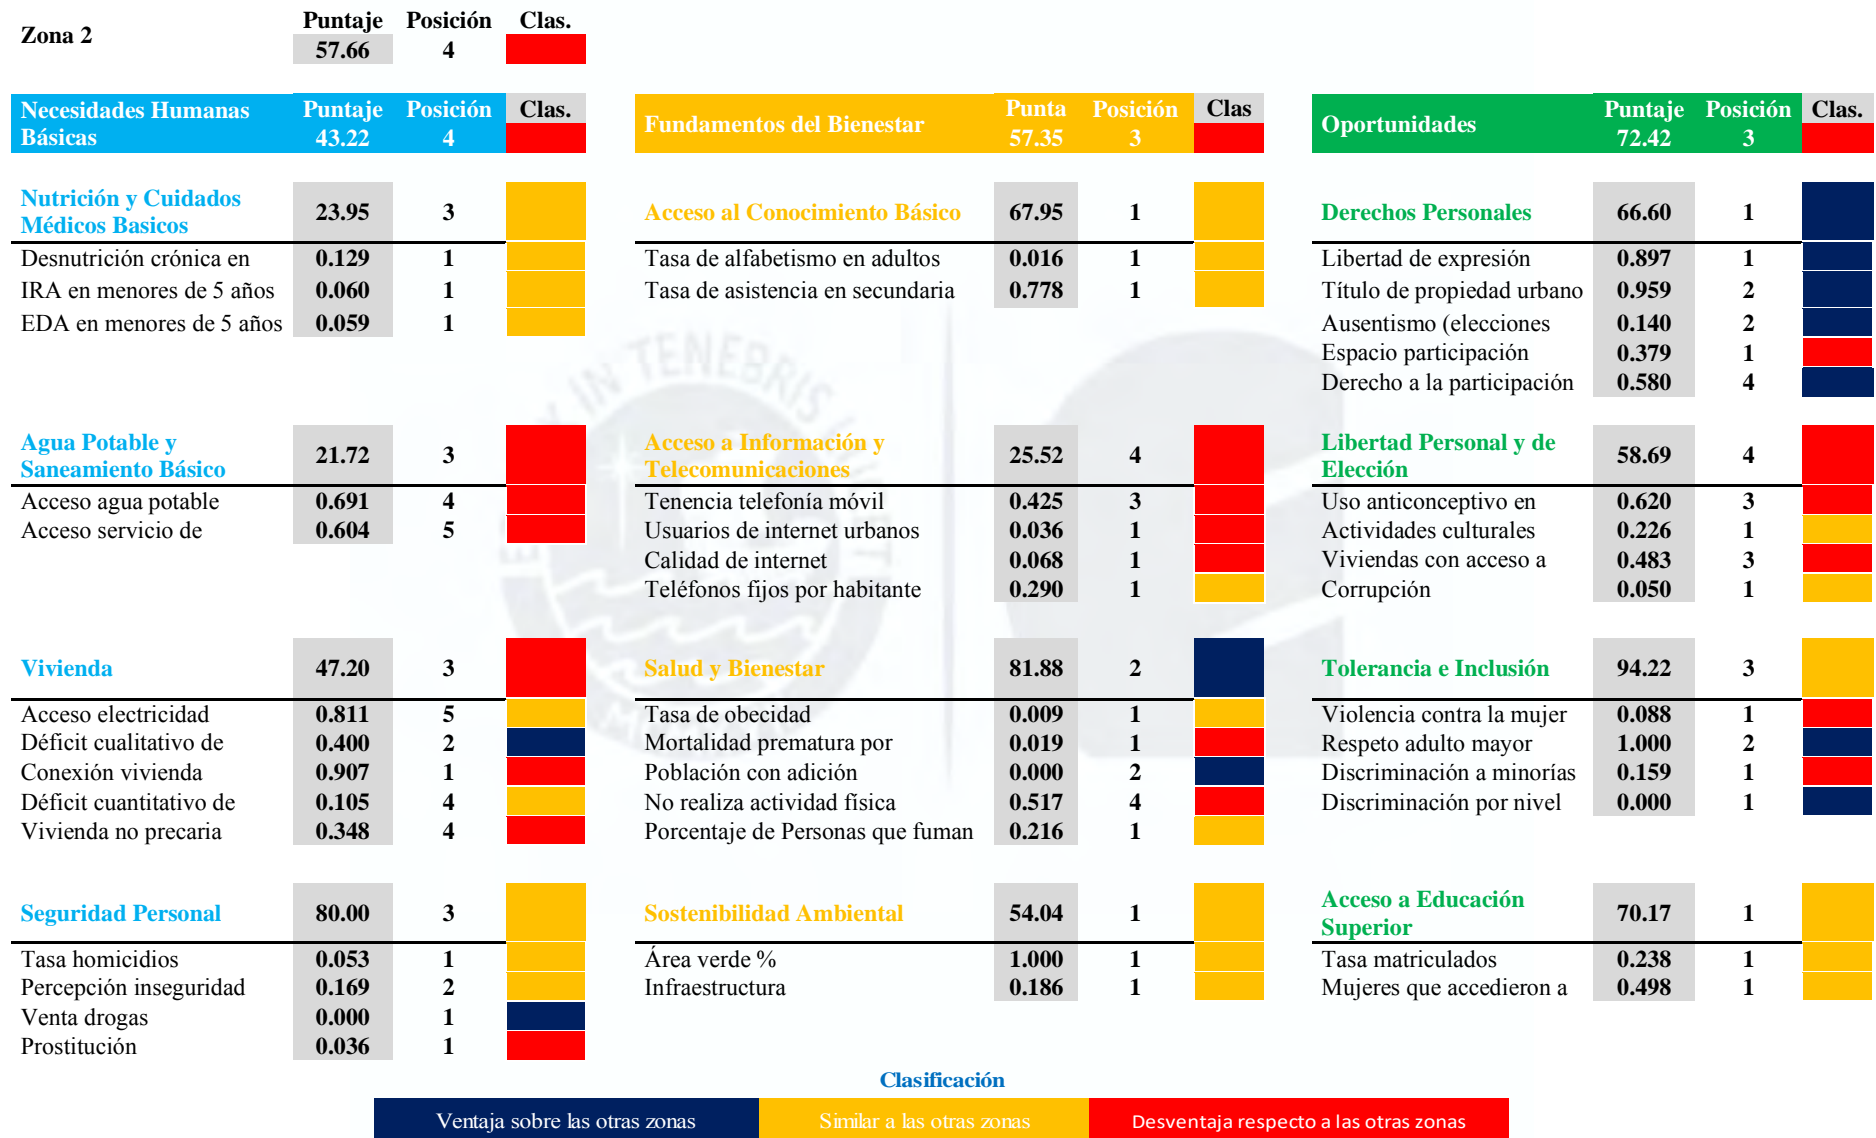 Zona 2
Puntaje Posición Clas.
57.66 4
Necesidades Humanas Básicas
Puntaje Posición Clas.
43.22 4
Nutrición y Cuidados Médicos Basicos 23.95 3
Desnutrición crónica en 0.129 1
IRA en menores de 5 años 0.060 1
EDA en menores de 5 años 0.059 1
Agua Potable y Saneamiento Básico 21.72 3
Acceso agua potable 0.691 4
Acceso servicio de 0.604 5
Vivienda 47.20 3
Acceso electricidad 0.811 5
Déficit cualitativo de 0.400 2
Conexión vivienda 0.907 1
Déficit cuantitativo de 0.105 4
Vivienda no precaria 0.348 4
Seguridad Personal 80.00 3
Tasa homicidios 0.053 1
Percepción inseguridad 0.169 2
Venta drogas 0.000 1
Prostitución 0.036 1
Fundamentos del Bienestar
Punta Posición Clas
57.35 3
Acceso al Conocimiento Básico 67.95 1
Tasa de alfabetismo en adultos 0.016 1
Tasa de asistencia en secundaria 0.778 1
Acceso a Información y Telecomunicaciones 25.52 4
Tenencia telefonía móvil 0.425 3
Usuarios de internet urbanos 0.036 1
Calidad de internet 0.068 1
Teléfonos fijos por habitante 0.290 1
Salud y Bienestar 81.88 2
Tasa de obecidad 0.009 1
Mortalidad prematura por 0.019 1
Población con adición 0.000 2
No realiza actividad física 0.517 4
Porcentaje de Personas que fuman 0.216 1
Sostenibilidad Ambiental 54.04 1
Área verde % 1.000 1
Infraestructura 0.186 1
Oportunidades
Puntaje Posición Clas.
72.42 3
Derechos Personales 66.60 1
Libertad de expresión 0.897 1
Título de propiedad urbano 0.959 2
Ausentismo (elecciones 0.140 2
Espacio participación 0.379 1
Derecho a la participación 0.580 4
Libertad Personal y de Elección 58.69 4
Uso anticonceptivo en 0.620 3
Actividades culturales 0.226 1
Viviendas con acceso a 0.483 3
Corrupción 0.050 1
Tolerancia e Inclusión 94.22 3
Violencia contra la mujer 0.088 1
Respeto adulto mayor 1.000 2
Discriminación a minorías 0.159 1
Discriminación por nivel 0.000 1
Acceso a Educación Superior 70.17 1
Tasa matriculados 0.238 1
Mujeres que accedieron a 0.498 1
Clasificación
Ventaja sobre las otras zonas
Similar a las otras zonas
Desventaja respecto a las otras zonas